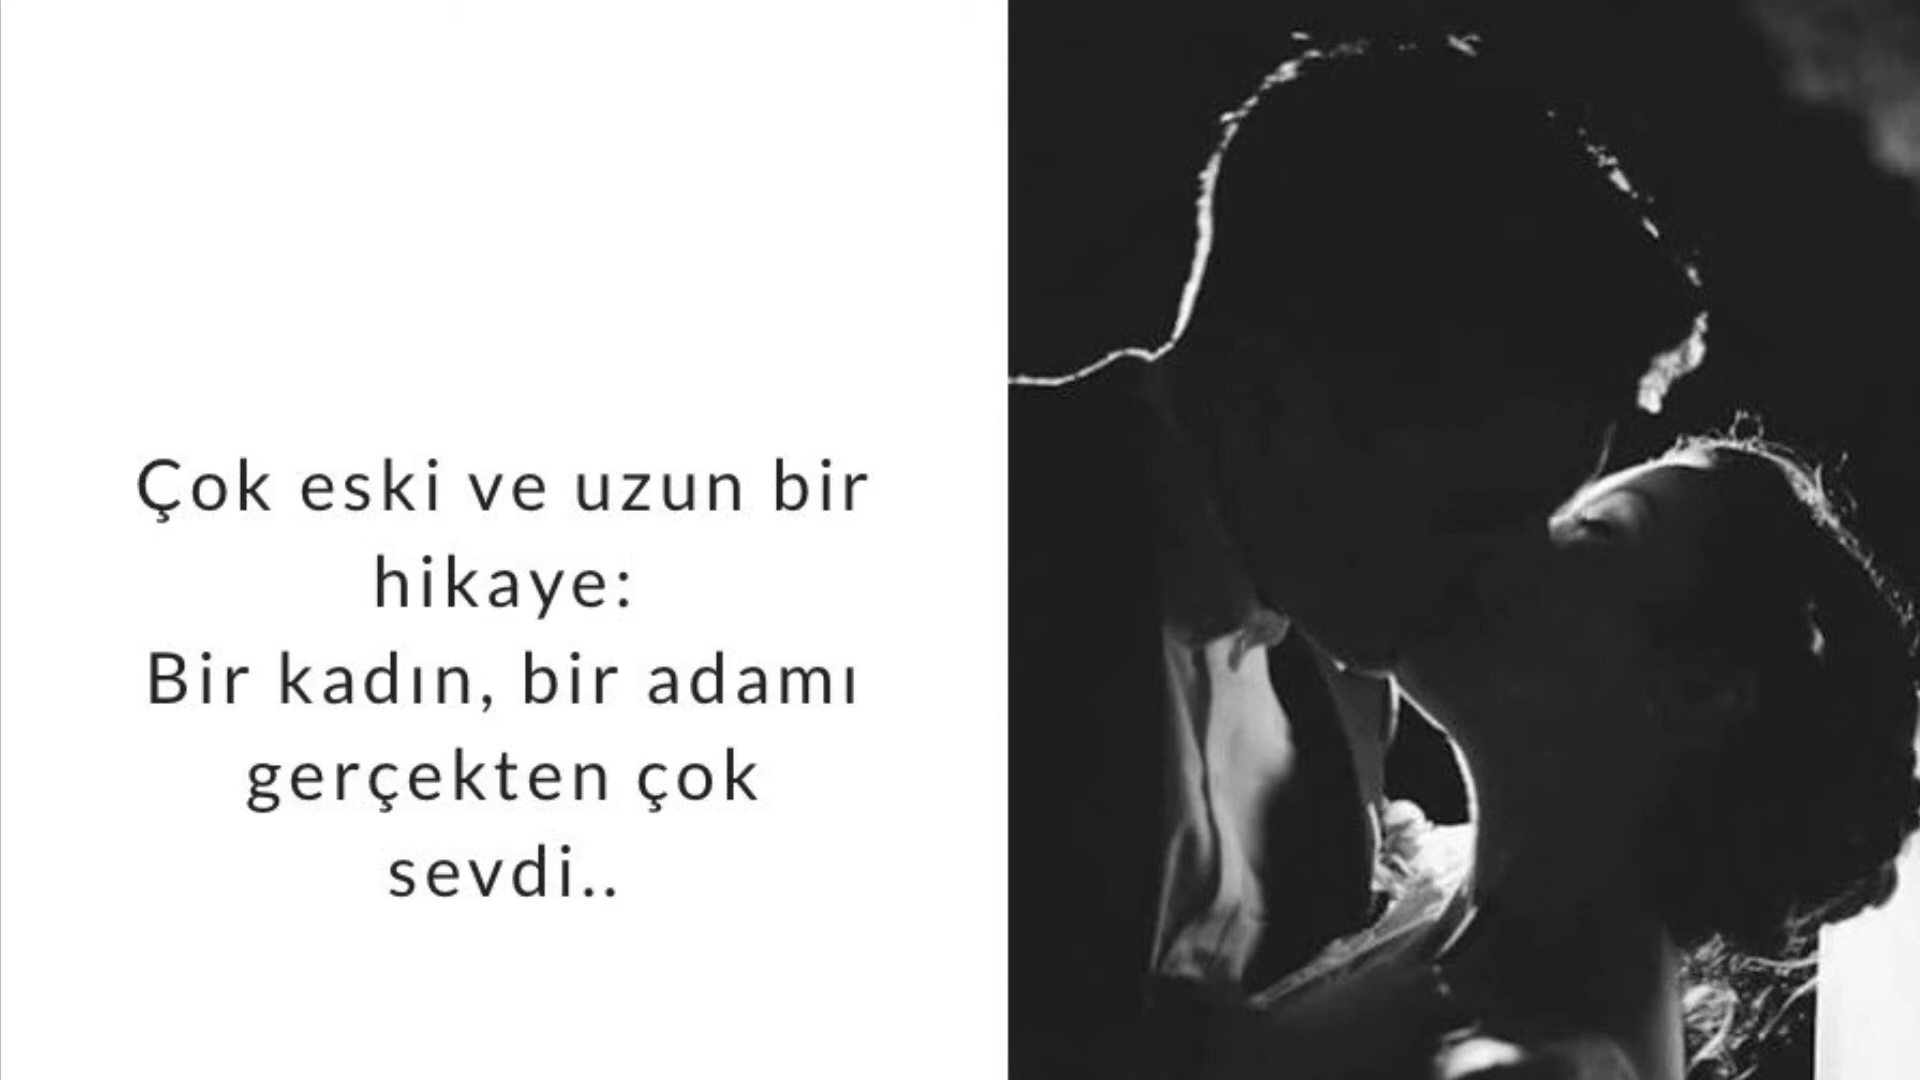 Çok eski ve uzun bir
hikaye:
Bir kadın, bir adamı
gerçekten çok
sevdi..